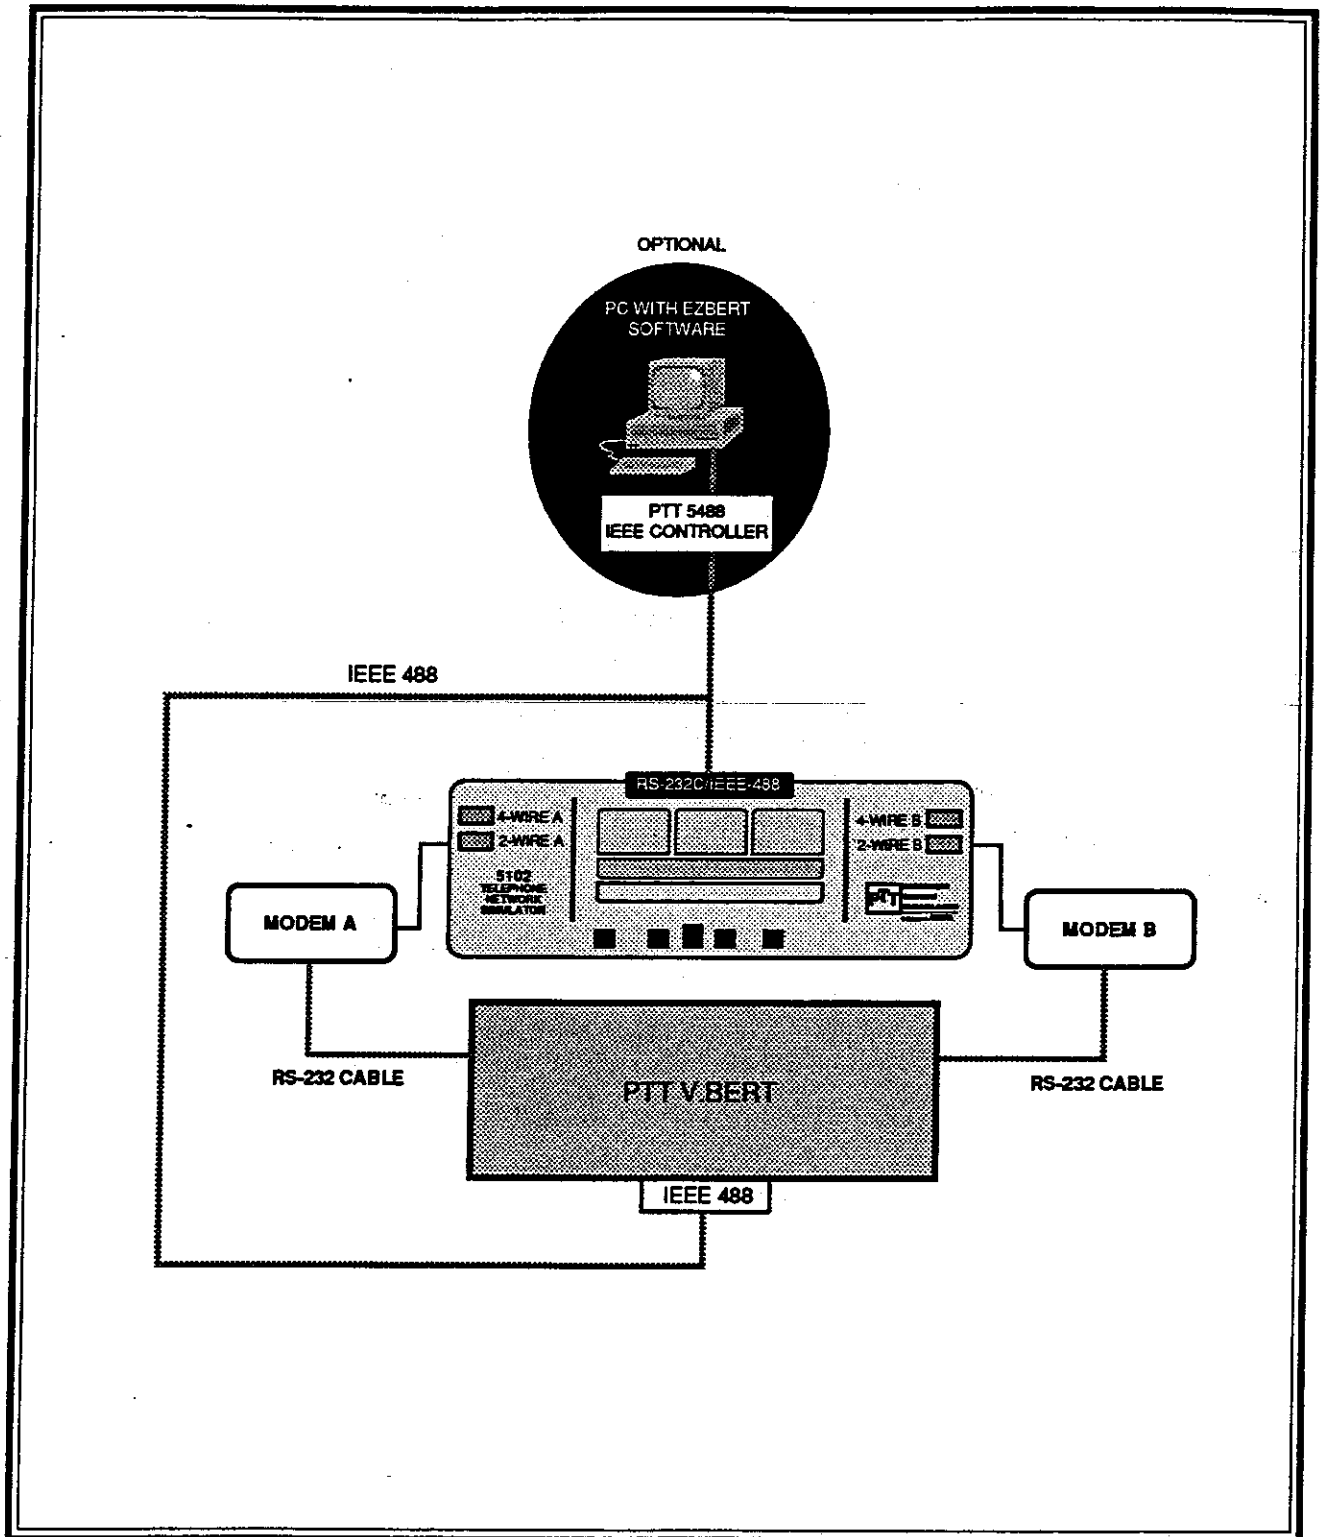 OPTIONAL
PC WITH EZBERT
SOFTWARE
PTT 5488
IEEE CONTROLLER
IEEE 488
RS-232C/IEEE-488
4-WIRE A
2-WIRE A
4-WIRE B
2-WIRE B
5102
TELEPHONE
NETWORK
SIMULATOR
PTT
MODEM A
MODEM B
RS-232 CABLE
RS-232 CABLE
PTT V.BERT
IEEE 488